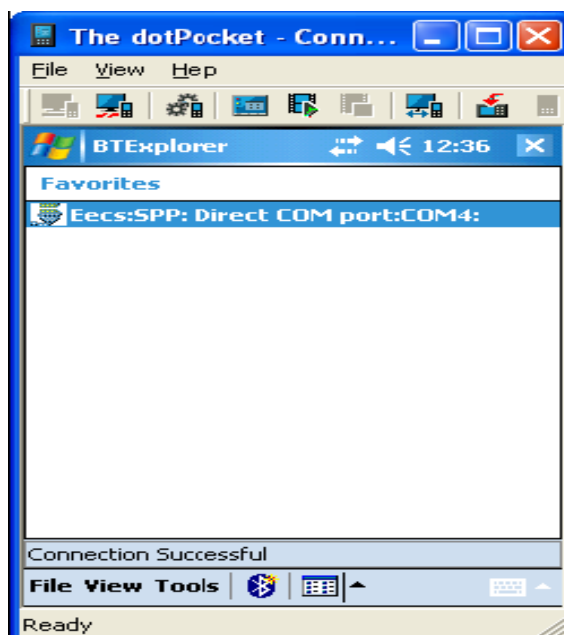 The dotPocket - Conn...
File View Hep
BTExplorer 12:36
Favorites
Eecs:SPP: Direct COM port:COM4:
Connection Successful
File View Tools
Ready